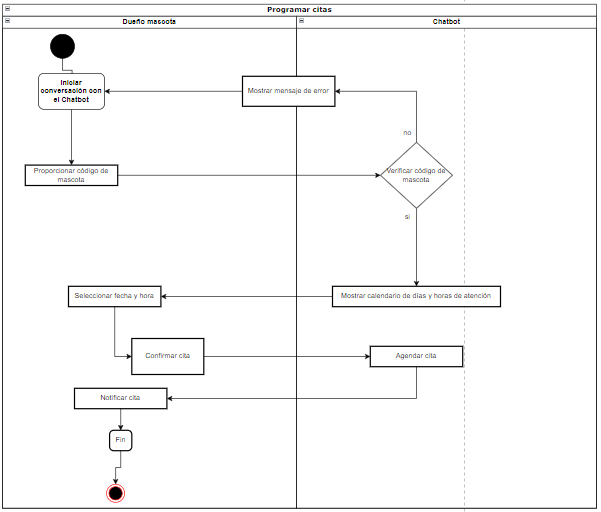 Programar citas
Dueño mascota
Chatbot
Iniciar
conversación con
el Chatbot
Mostrar mensaje de error
no
Proporcionar código de
mascota
Verificar código de
mascota
si
Seleccionar fecha y hora
Mostrar calendario de días y horas de atención
Confirmar cita
Agendar cita
Notificar cita
Fin